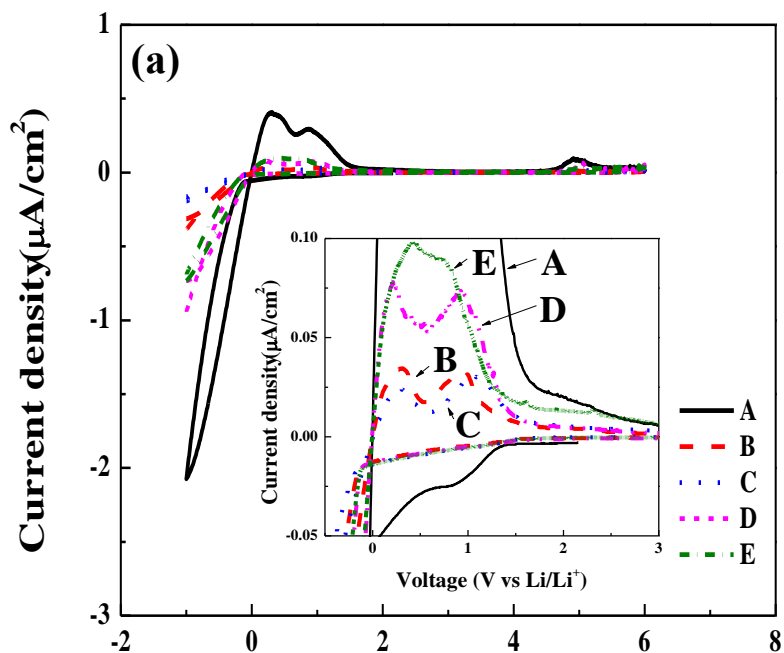 (a)
Current density(μA/cm²)
1
0
-1
-2
-3
-2 0 2 4 6 8
Current density(μA/cm²)
0.10
0.05
0.00
-0.05
0 1 2 3
Voltage (V vs Li/Li⁺)
E
A
D
B
C
A
B
C
D
E